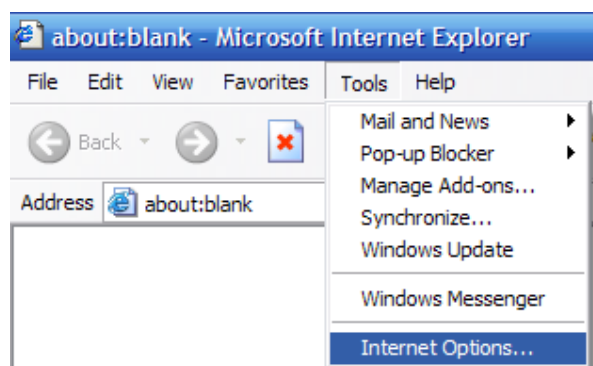 about:blank - Microsoft Internet Explorer
File Edit View Favorites Tools Help
Back
Address about:blank
Mail and News
Pop-up Blocker
Manage Add-ons...
Synchronize...
Windows Update
Windows Messenger
Internet Options...